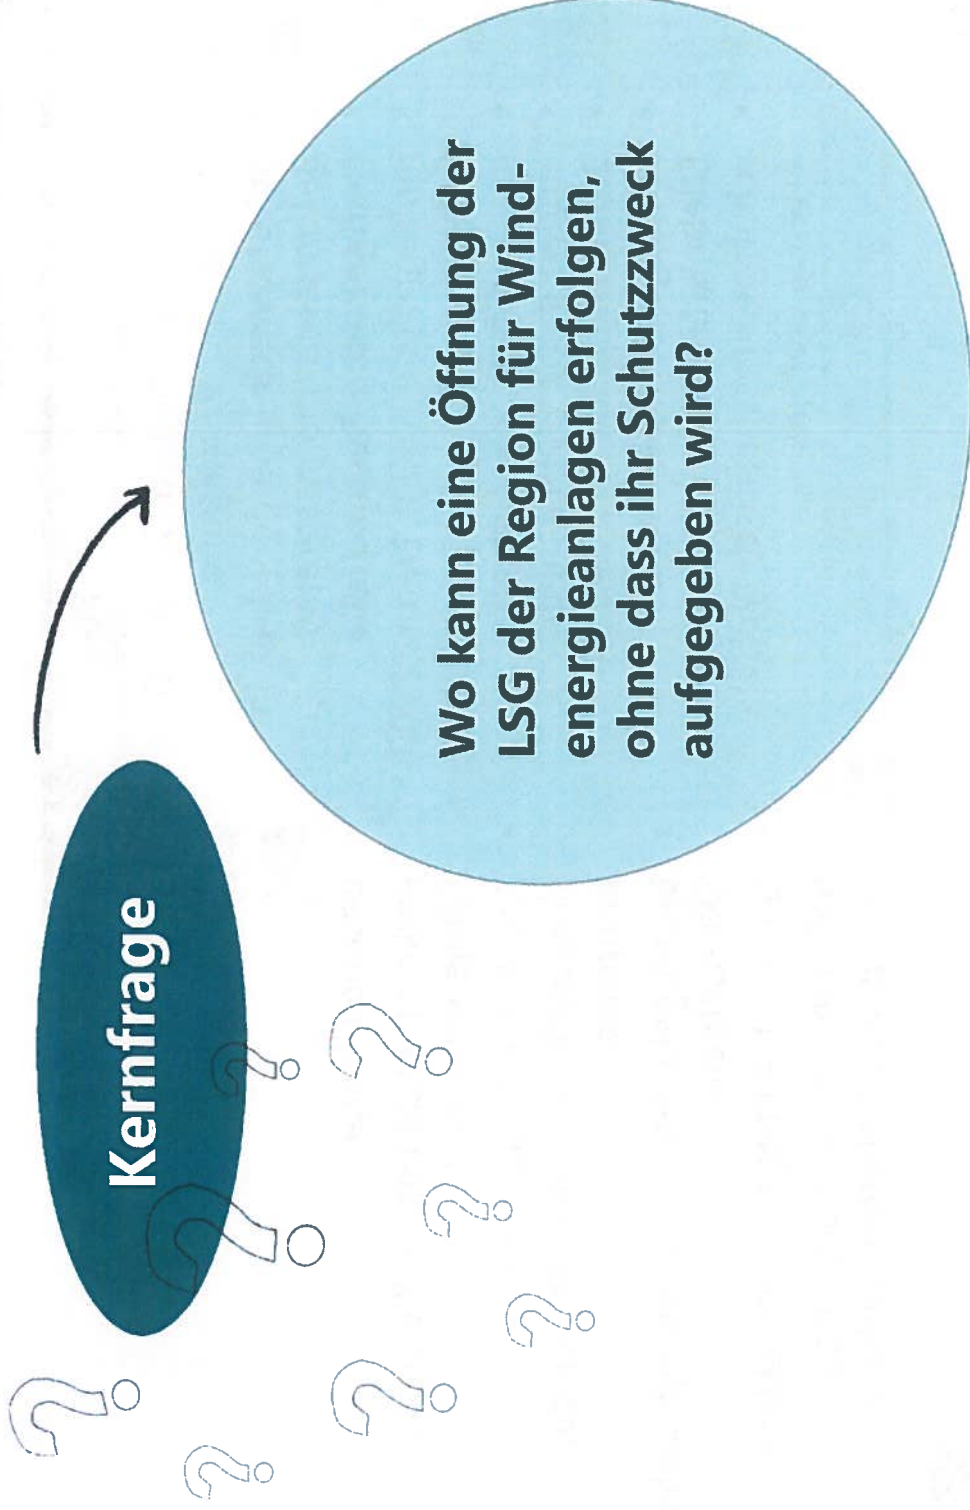 Kernfrage
Wo kann eine Öffnung der
LSG der Region für Wind-
energieanlagen erfolgen,
ohne dass ihr Schutzzweck
aufgegeben wird?